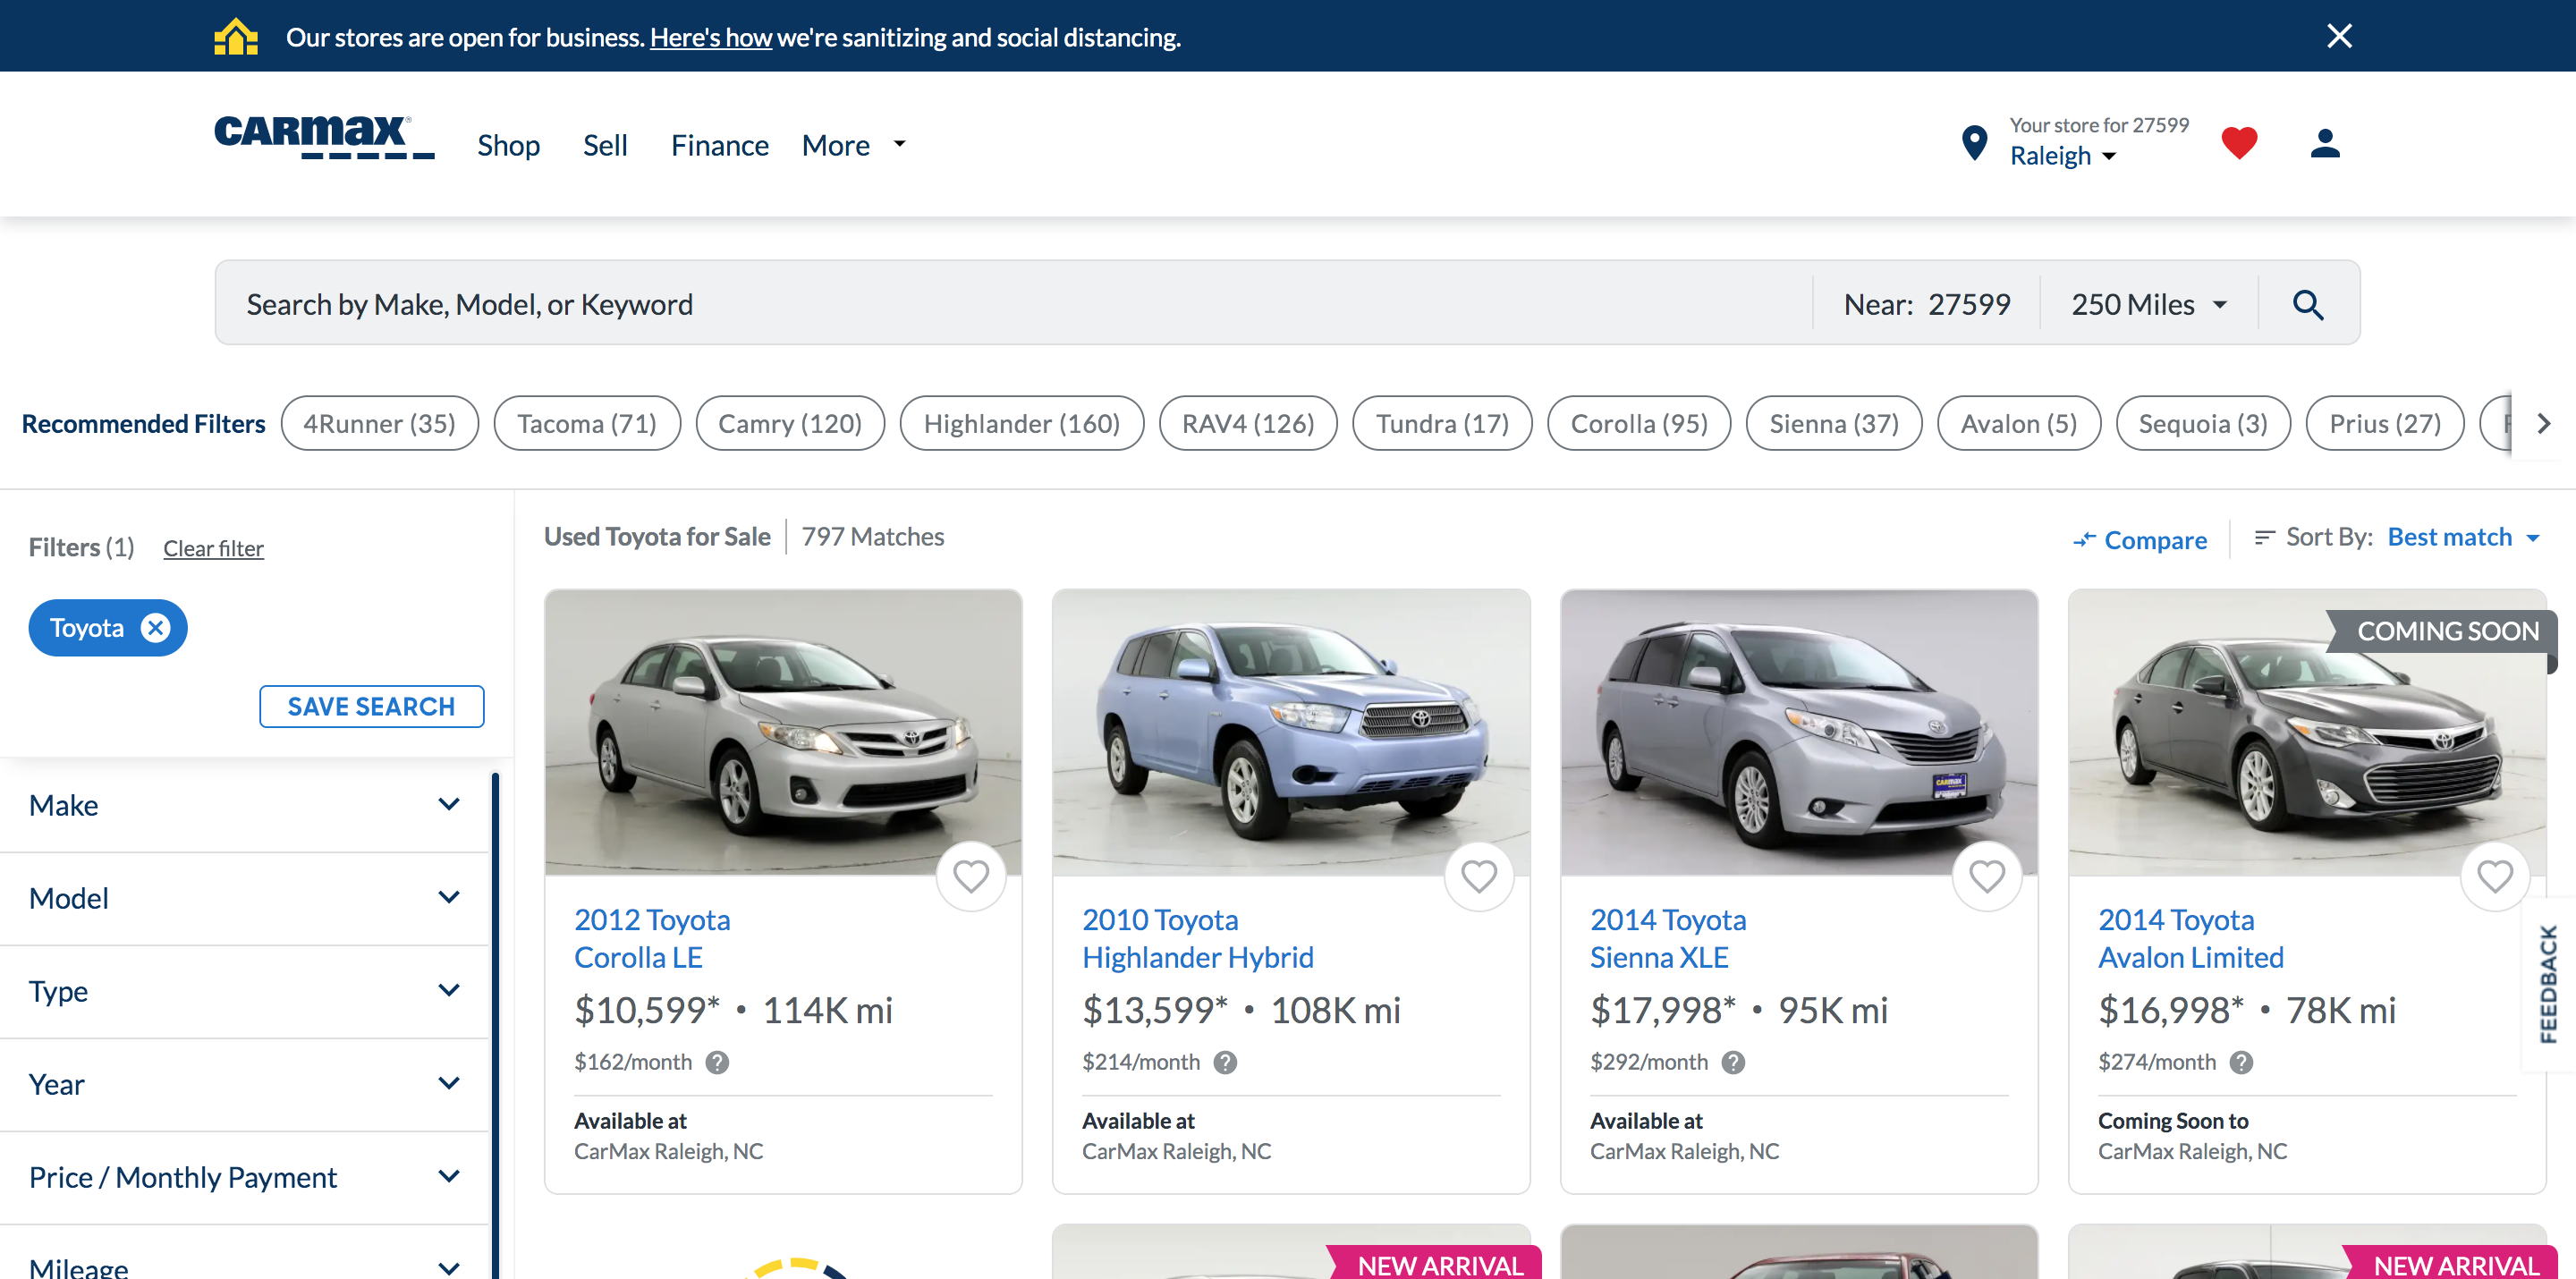 Our stores are open for business. Here's how we're sanitizing and social distancing.
CARMAX
Shop Sell Finance More
Your store for 27599
Raleigh
Search by Make, Model, or Keyword Near: 27599 250 Miles
Recommended Filters 4Runner (35) Tacoma (71) Camry (120) Highlander (160) RAV4 (126) Tundra (17) Corolla (95) Sienna (37) Avalon (5) Sequoia (3) Prius (27)
Filters (1) Clear filter
Toyota
SAVE SEARCH
Make
Model
Type
Year
Price / Monthly Payment
Mileage
Used Toyota for Sale 797 Matches
Compare Sort By: Best match
2012 Toyota
Corolla LE
$10,599* • 114K mi
$162/month
Available at
CarMax Raleigh, NC
2010 Toyota
Highlander Hybrid
$13,599* • 108K mi
$214/month
Available at
CarMax Raleigh, NC
CARMAX
2014 Toyota
Sienna XLE
$17,998* • 95K mi
$292/month
Available at
CarMax Raleigh, NC
COMING SOON
2014 Toyota
Avalon Limited
$16,998* • 78K mi
$274/month
Coming Soon to
CarMax Raleigh, NC
FEEDBACK
NEW ARRIVAL
NEW ARRIVAL